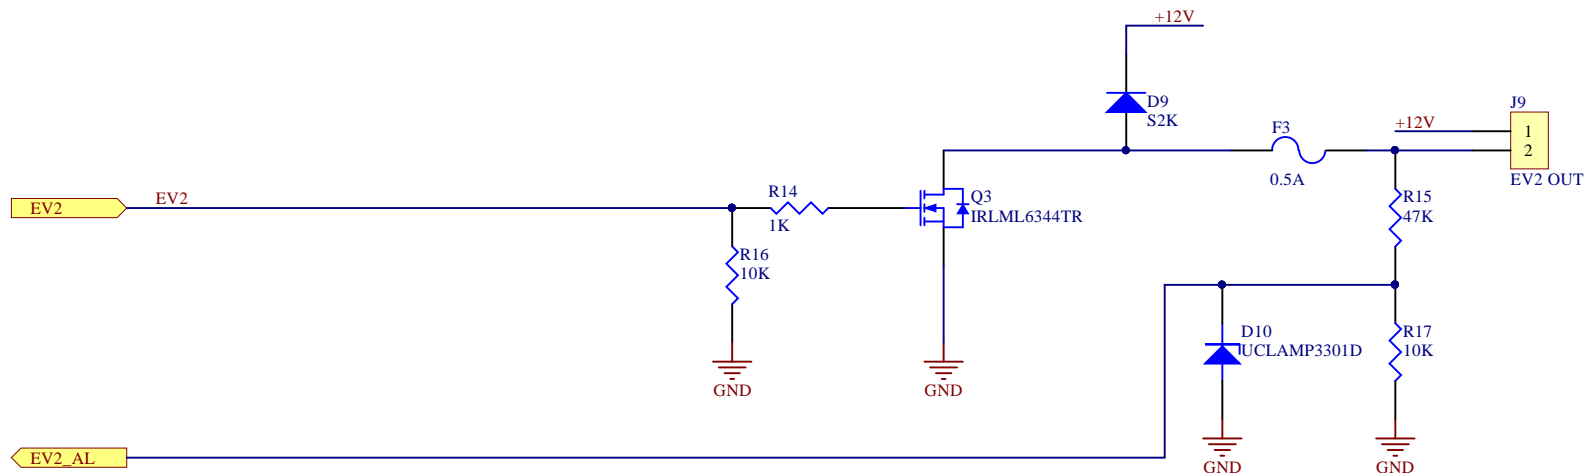 +12V
D9
S2K
J9
F3
+12V
1
2
0.5A
EV2 OUT
EV2
EV2
R14
1K
Q3
IRLML6344TR
R15
47K
R16
10K
D10
UCLAMP3301D
R17
10K
GND
GND
EV2_AL
GND
GND